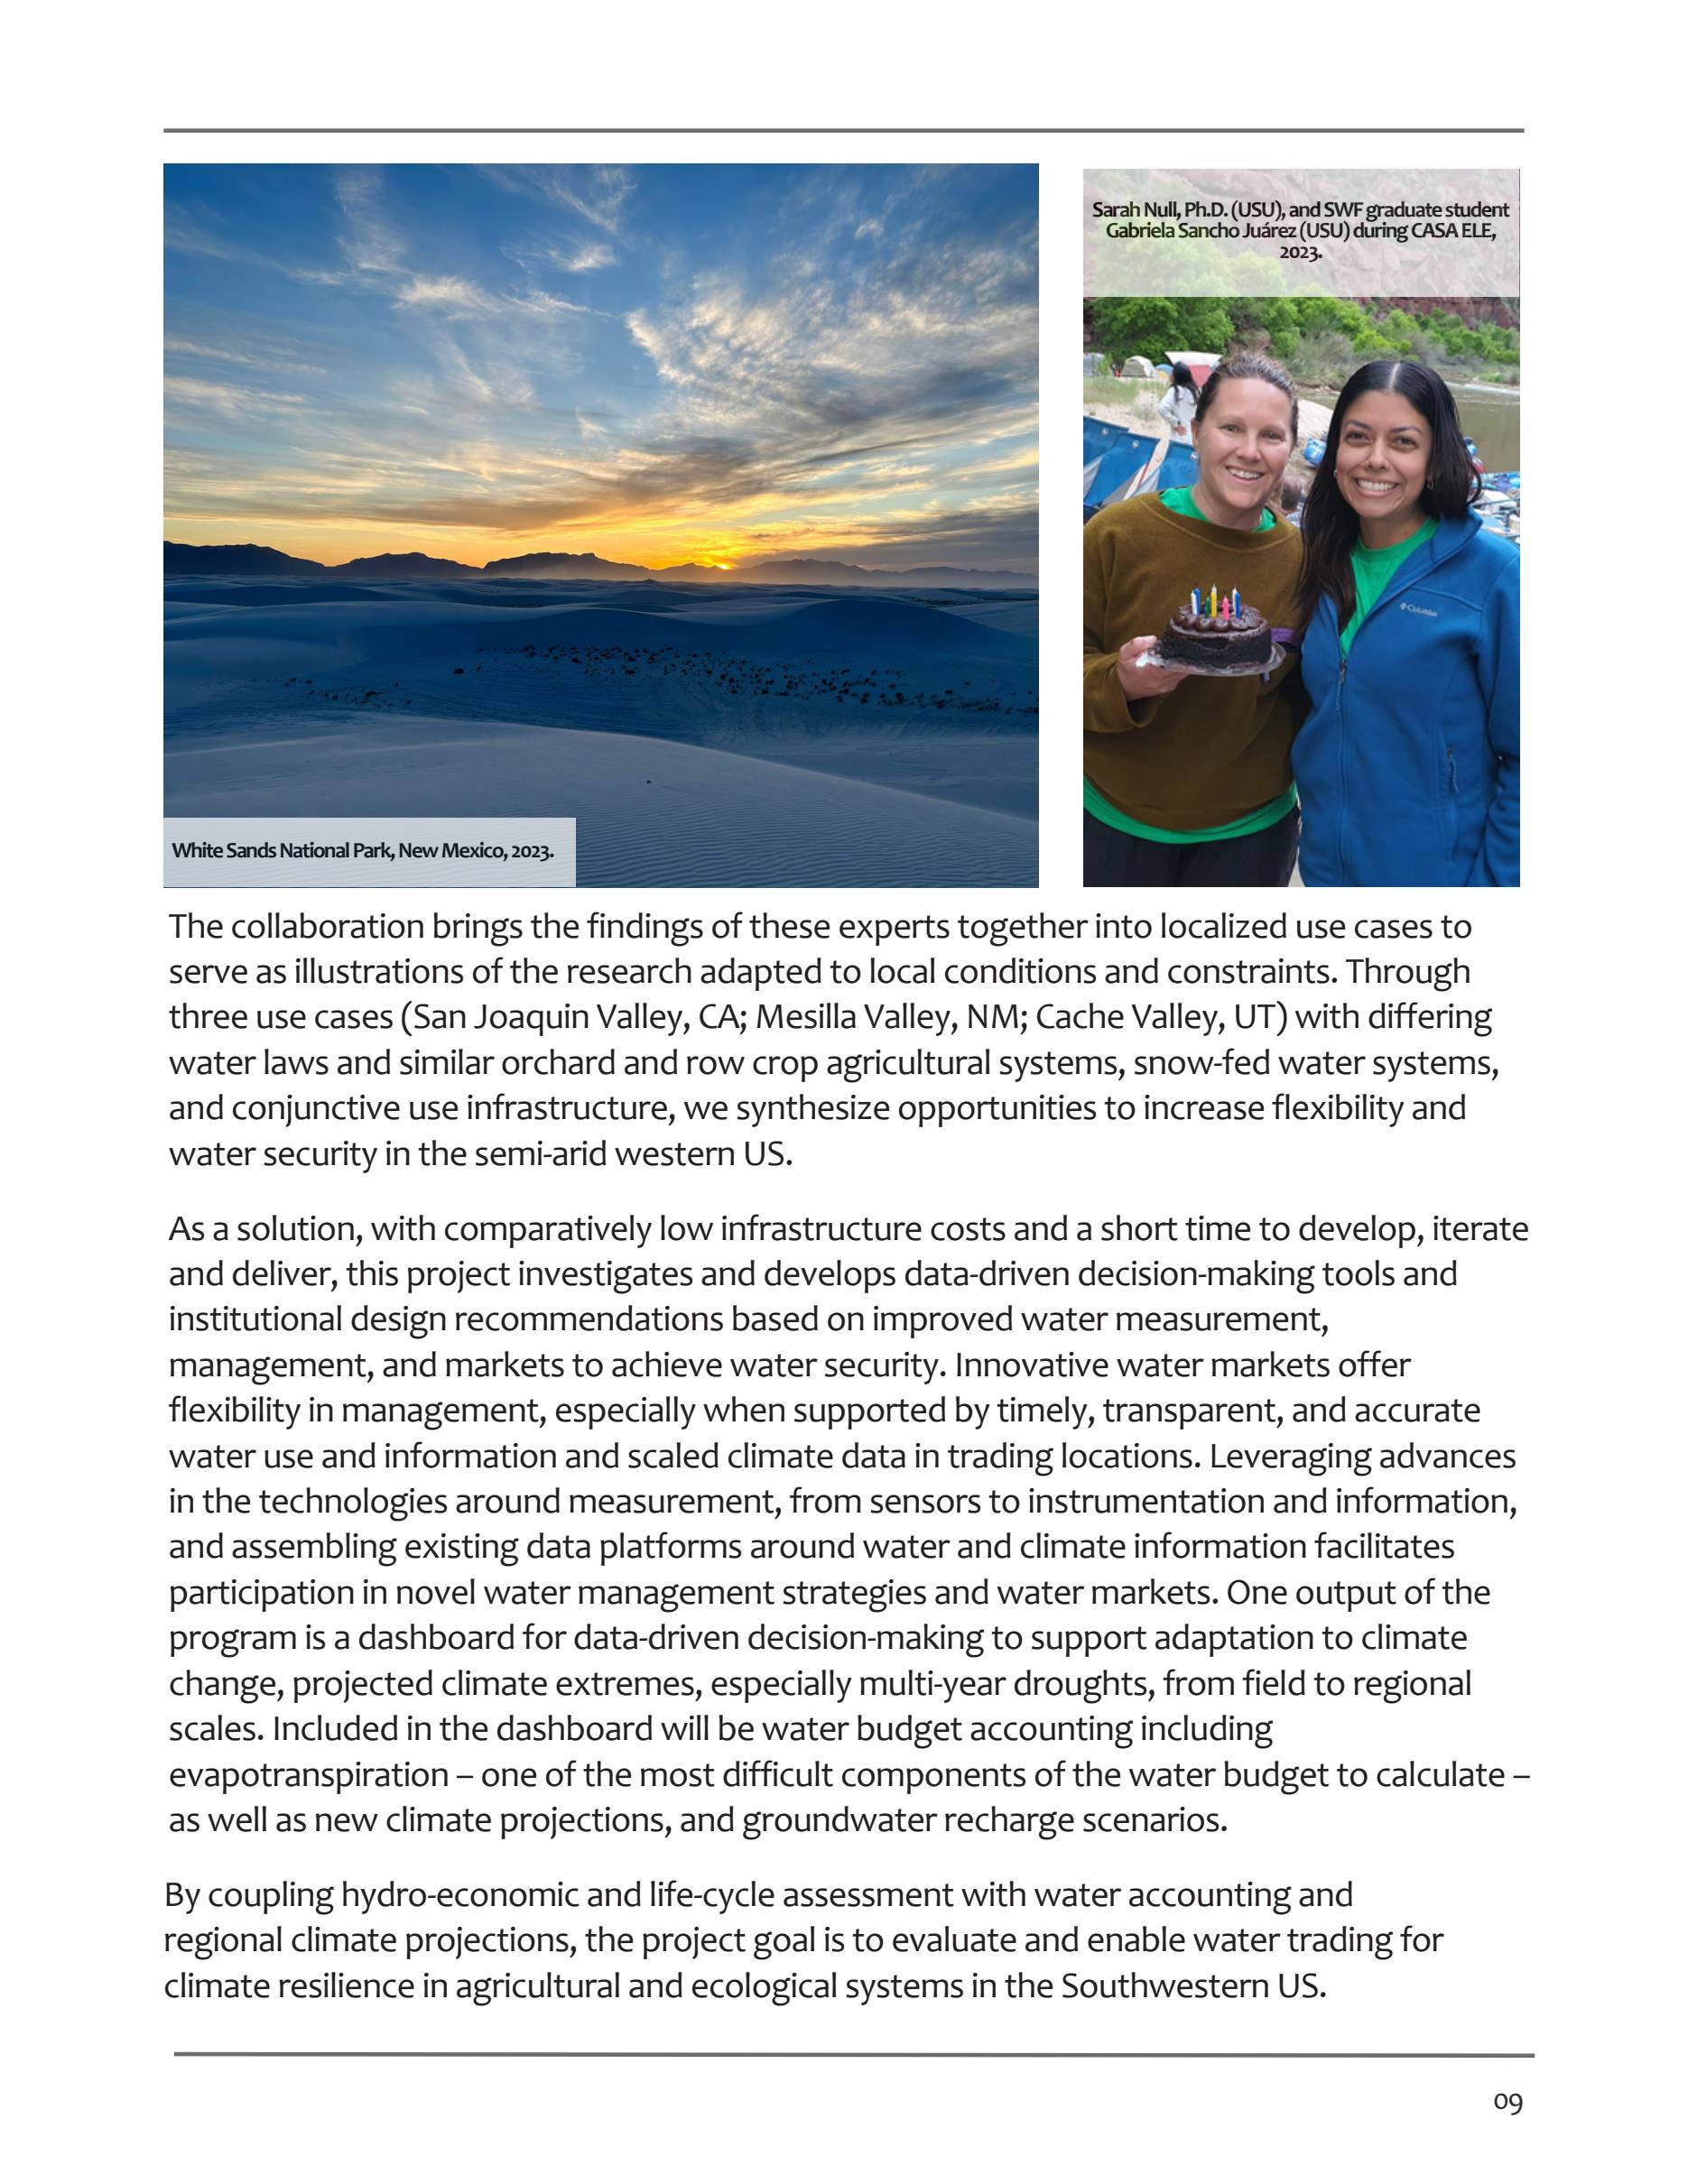 Sarah Null, Ph.D. (USU), and SWF graduate student
Gabriela Sancho Juárez (USU) during CASA ELE,
2023.
Columbia
White Sands National Park, New Mexico, 2023.
The collaboration brings the findings of these experts together into localized use cases to
serve as illustrations of the research adapted to local conditions and constraints. Through
three use cases (San Joaquin Valley, CA; Mesilla Valley, NM; Cache Valley, UT) with differing
water laws and similar orchard and row crop agricultural systems, snow-fed water systems,
and conjunctive use infrastructure, we synthesize opportunities to increase flexibility and
water security in the semi-arid western US.
As a solution, with comparatively low infrastructure costs and a short time to develop, iterate
and deliver, this project investigates and develops data-driven decision-making tools and
institutional design recommendations based on improved water measurement,
management, and markets to achieve water security. Innovative water markets offer
flexibility in management, especially when supported by timely, transparent, and accurate
water use and information and scaled climate data in trading locations. Leveraging advances
in the technologies around measurement, from sensors to instrumentation and information,
and assembling existing data platforms around water and climate information facilitates
participation in novel water management strategies and water markets. One output of the
program is a dashboard for data-driven decision-making to support adaptation to climate
change, projected climate extremes, especially multi-year droughts, from field to regional
scales. Included in the dashboard will be water budget accounting including
evapotranspiration – one of the most difficult components of the water budget to calculate –
as well as new climate projections, and groundwater recharge scenarios.
By coupling hydro-economic and life-cycle assessment with water accounting and
regional climate projections, the project goal is to evaluate and enable water trading for
climate resilience in agricultural and ecological systems in the Southwestern US.
09